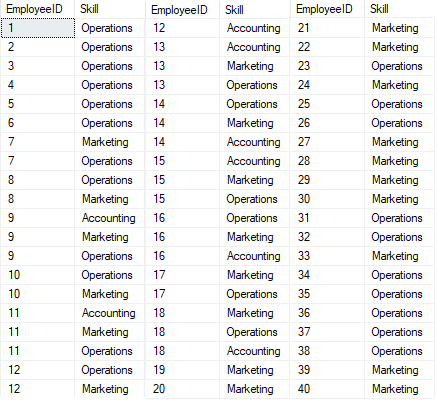 EmployeeID Skill EmployeeID Skill EmployeeID Skill
1 Operations 12 Accounting 21 Marketing
2 Operations 13 Accounting 22 Marketing
3 Operations 13 Marketing 23 Operations
4 Operations 13 Operations 24 Marketing
5 Operations 14 Operations 25 Operations
6 Operations 14 Marketing 26 Operations
7 Marketing 14 Accounting 27 Marketing
7 Operations 15 Accounting 28 Marketing
8 Operations 15 Marketing 29 Marketing
8 Marketing 15 Operations 30 Marketing
9 Accounting 16 Operations 31 Operations
9 Marketing 16 Marketing 32 Operations
9 Operations 16 Accounting 33 Marketing
10 Operations 17 Marketing 34 Operations
10 Marketing 17 Operations 35 Operations
11 Accounting 18 Marketing 36 Operations
11 Marketing 18 Operations 37 Operations
11 Operations 18 Accounting 38 Operations
12 Operations 19 Marketing 39 Marketing
12 Marketing 20 Marketing 40 Marketing